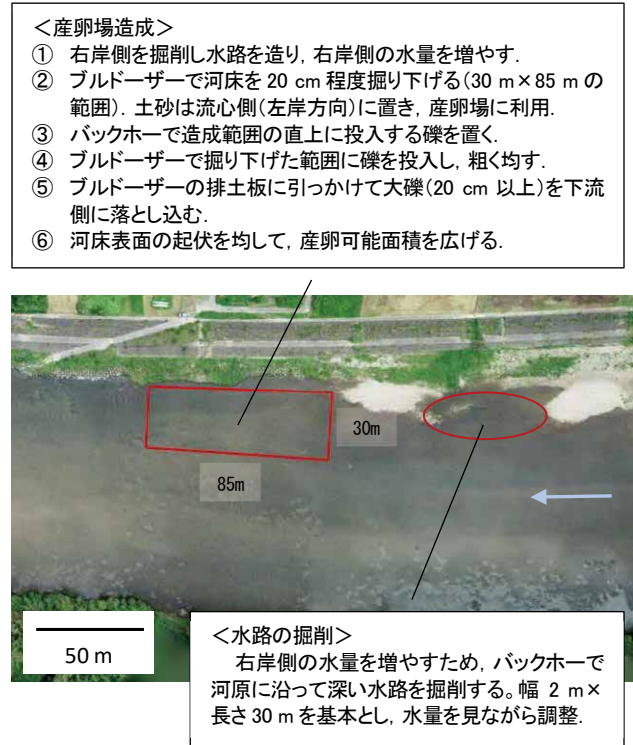 ＜産卵場造成＞
① 右岸側を掘削し水路を造り，右岸側の水量を増やす．
② ブルドーザーで河床を 20 cm 程度掘り下げる（30 m×85 m の
範囲）．土砂は流心側（左岸方向）に置き，産卵場に利用．
③ バックホーで造成範囲の直上に投入する礫を置く．
④ ブルドーザーで掘り下げた範囲に礫を投入し，粗く均す．
⑤ ブルドーザーの排土板に引っかけて大礫（20 cm 以上）を下流
側に落とし込む．
⑥ 河床表面の起伏を均して，産卵可能面積を広げる．
30m
85m
50 m
＜水路の掘削＞
右岸側の水量を増やすため，バックホーで
河原に沿って深い水路を掘削する。幅 2 m×
長さ 30 m を基本とし，水量を見ながら調整．